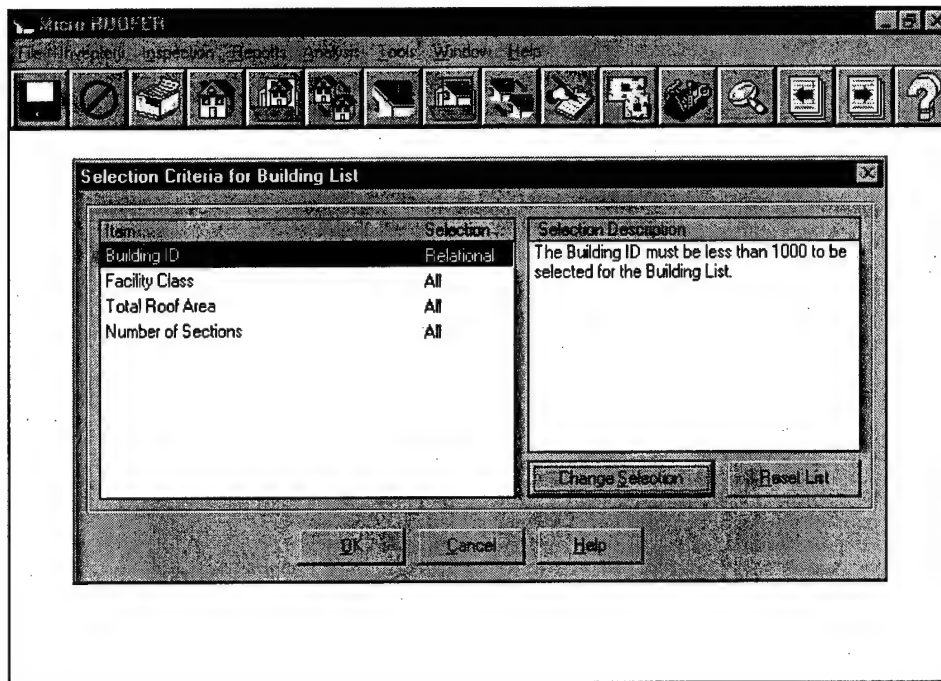 Micro ROOFER
File Inventory Inspection Reports Analysis Tools Window Help
Selection Criteria for Building List
Item Selection
Building ID Relational
Facility Class All
Total Roof Area All
Number of Sections All
Selection Description
The Building ID must be less than 1000 to be
selected for the Building List.
Change Selection Reset List
OK Cancel Help